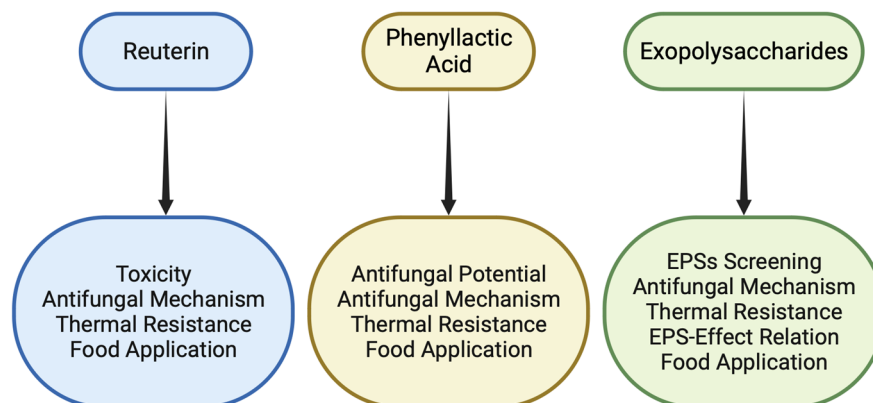 Reuterin
Phenyllactic
Acid
Exopolysaccharides
Toxicity
Antifungal Mechanism
Thermal Resistance
Food Application
Antifungal Potential
Antifungal Mechanism
Thermal Resistance
Food Application
EPSs Screening
Antifungal Mechanism
Thermal Resistance
EPS-Effect Relation
Food Application